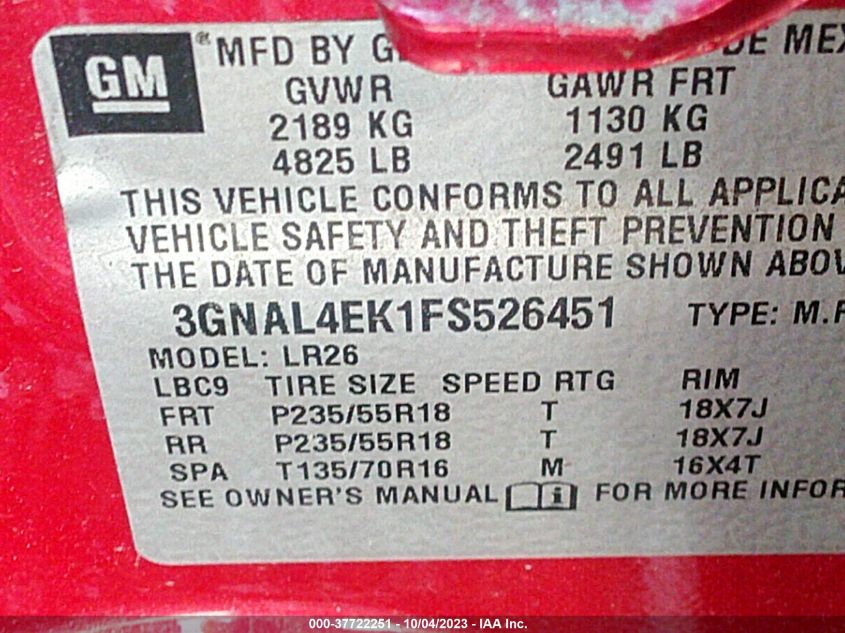 GM ® MFD BY G DE MEX
GVWR GAWR FRT
2189 KG 1130 KG
4825 LB 2491 LB
THIS VEHICLE CONFORMS TO ALL APPLICA
VEHICLE SAFETY AND THEFT PREVENTION
THE DATE OF MANUFACTURE SHOWN ABOV
3GNAL4EK1FS526451 TYPE: M.P
MODEL: LR26
LBC9 TIRE SIZE SPEED RTG RIM
FRT P235/55R18 T 18X7J
RR P235/55R18 T 18X7J
SPA T135/70R16 M 16X4T
SEE OWNER'S MANUAL i FOR MORE INFOR
000-37722251 - 10/04/2023 - IAA Inc.